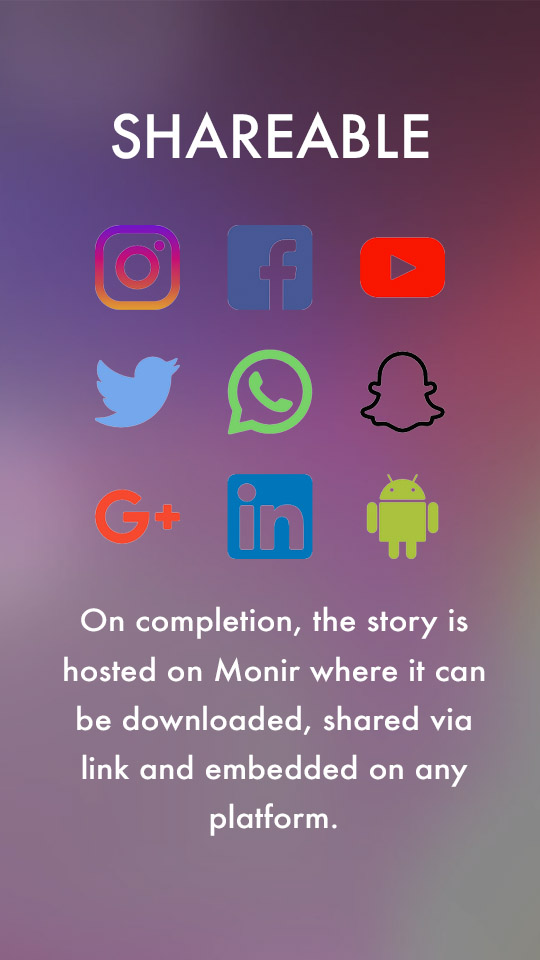 SHAREABLE
f
G+
in
On completion, the story is
hosted on Monir where it can
be downloaded, shared via
link and embedded on any
platform.